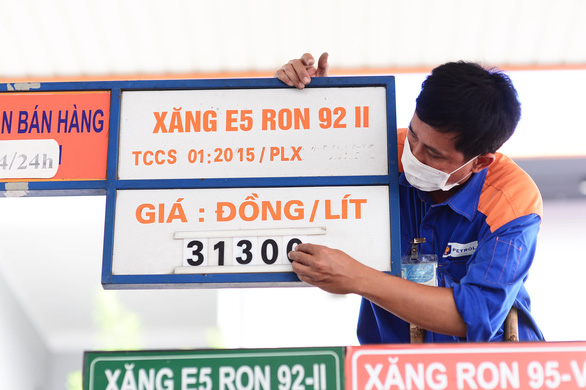 N BÁN HÀNG
4/24h
XĂNG E5 RON 92 II
TCCS 01:2015/PLX
GIÁ : ĐỒNG/LÍT
31300
PETROL
XĂNG E5 RON 92-II
XĂNG RON 95-V